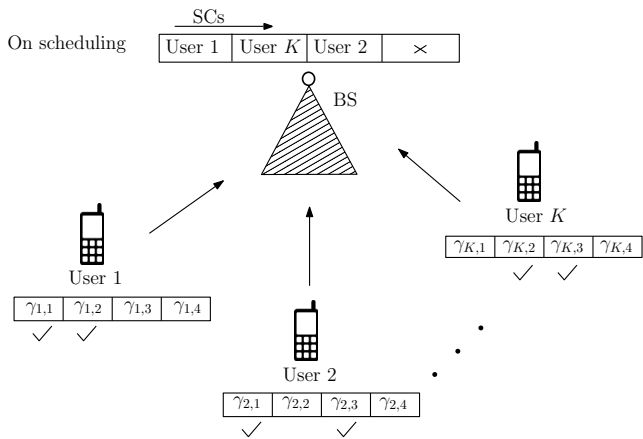 SCs
On scheduling
User 1 User K User 2 ×
BS
User K
γK,1 γK,2 γK,3 γK,4
User 1
γ1,1 γ1,2 γ1,3 γ1,4
User 2
γ2,1 γ2,2 γ2,3 γ2,4